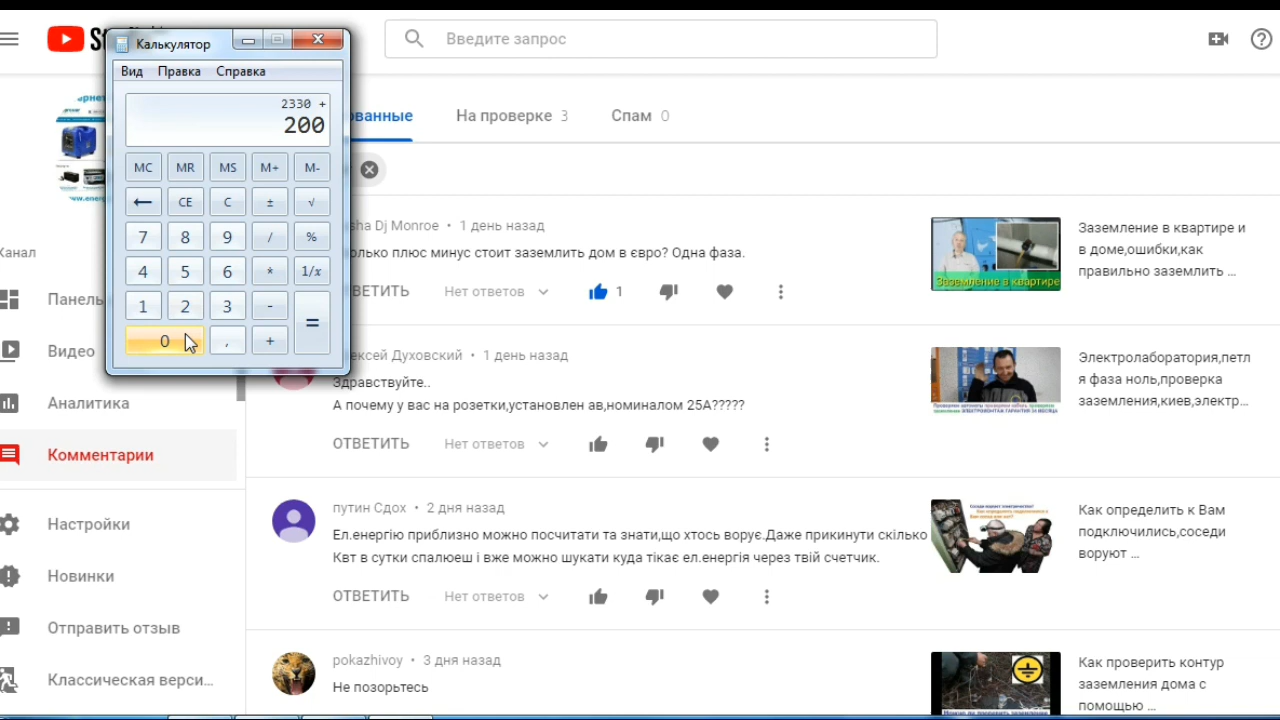 Калькулятор
Вид Правка Справка
2330 +
200
MC MR MS M+ M-
← CE C ± √
7 8 9 / %
4 5 6 * 1/x
1 2 3 -
0 , + =
Введите запрос
На проверке 3
Спам 0
Канал
Панель
Видео
Аналитика
Комментарии
Настройки
Новинки
Отправить отзыв
Классическая верси...
sha Dj Monroe • 1 день назад
олько плюс минус стоит заземлить дом в євро? Одна фаза.
ВЕТИТЬ Нет ответов 1
Заземление в квартире и
в доме,ошибки,как
правильно заземлить ...
Заземление в квартире
ексей Духовский • 1 день назад
Здравствуйте..
А почему у вас на розетки,установлен ав,номиналом 25А?????
ОТВЕТИТЬ Нет ответов
Электролаборатория,петл
я фаза ноль,проверка
заземления,киев,электр...
путин Сдох • 2 дня назад
Ел.енергію приблизно можно посчитати та знати,що хтось ворує.Даже прикинути скілько
Квт в сутки спалюеш і вже можно шукати куда тікає ел.енергія через твій счетчик.
ОТВЕТИТЬ Нет ответов
Как определить к Вам
подключились,соседи
воруют ...
pokazhivoy • 3 дня назад
Не позорьтесь
Как проверить контур
заземления дома с
помощью ...